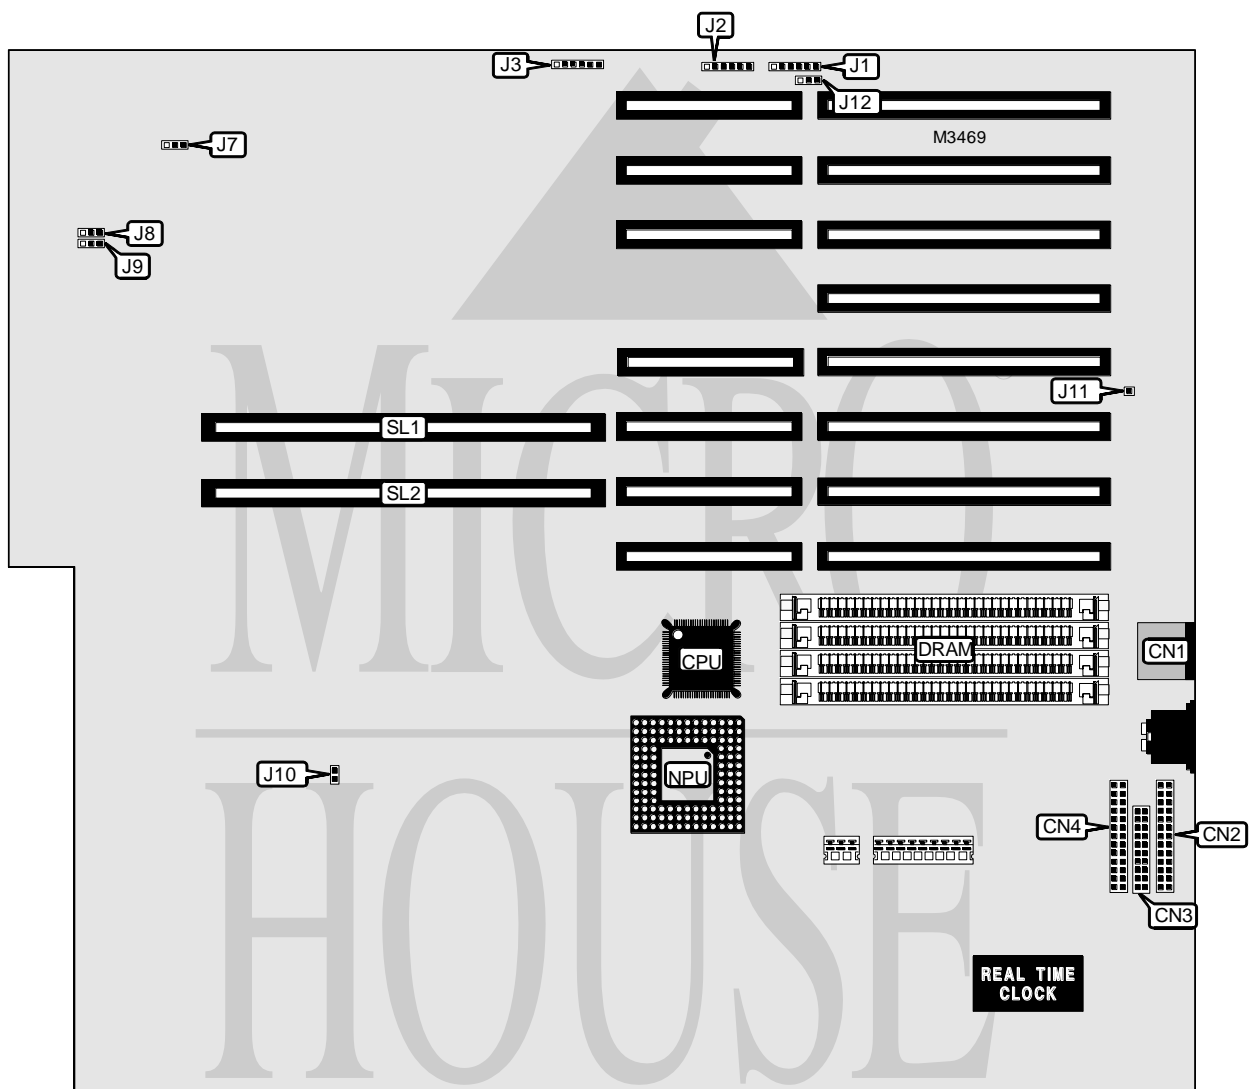 J2
J3
J1
J12
M3469
J7
J8
J9
J11
SL1
SL2
MICRO
CPU
DRAM
CN1
J10
NPU
CN4
CN2
CN3
HOUSE
REAL TIME
CLOCK